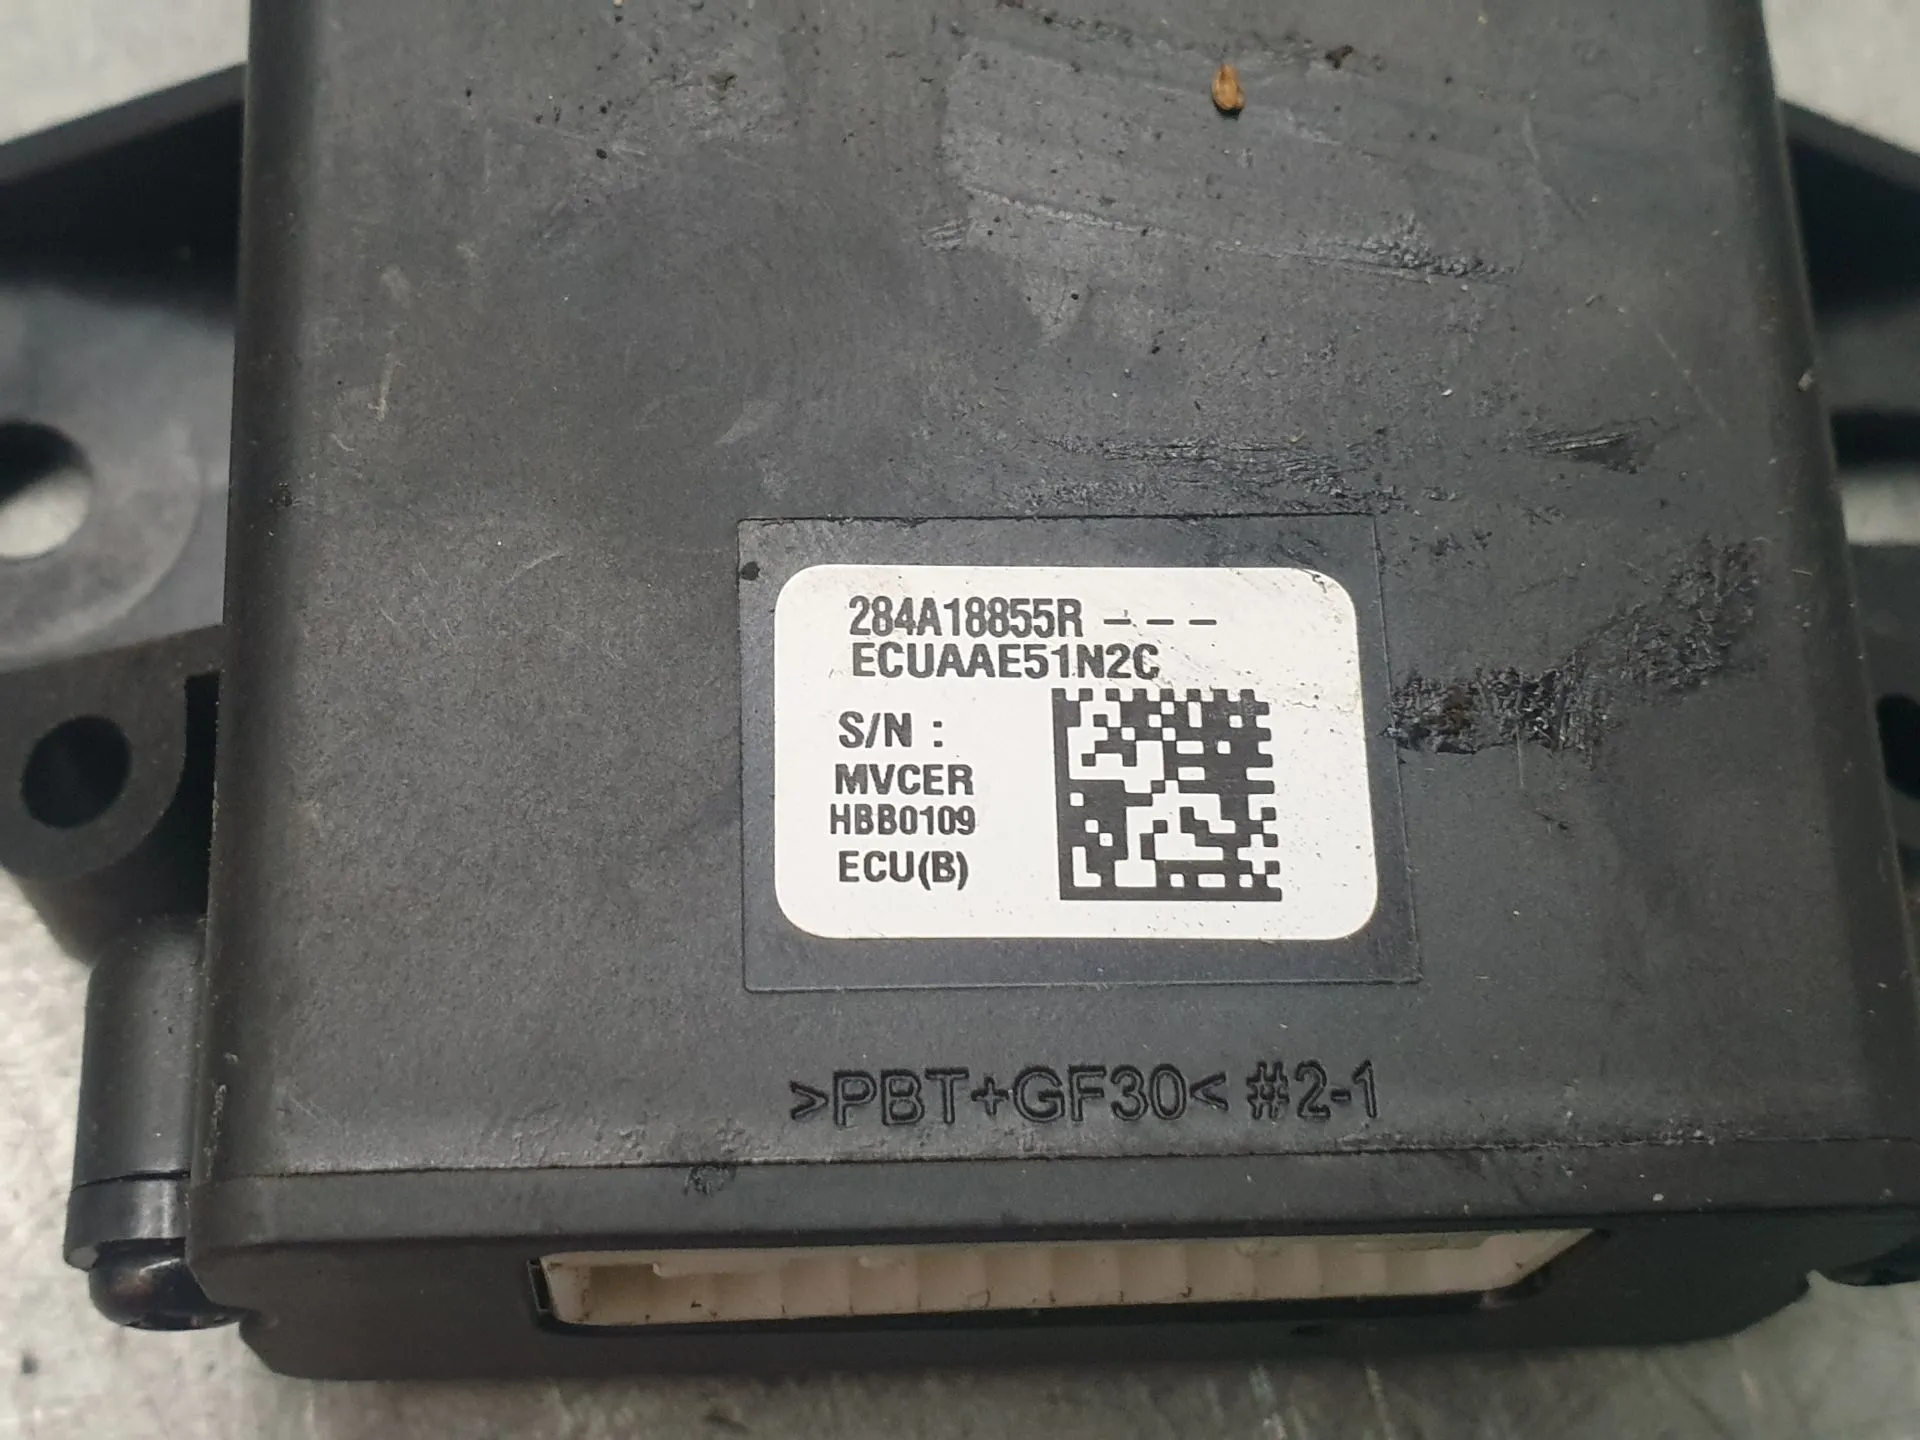 284A18855R ---
ECUAAE51N2C
S/N :
MVCER
HBB0109
ECU(B)
>PBT+GF30< #2-1